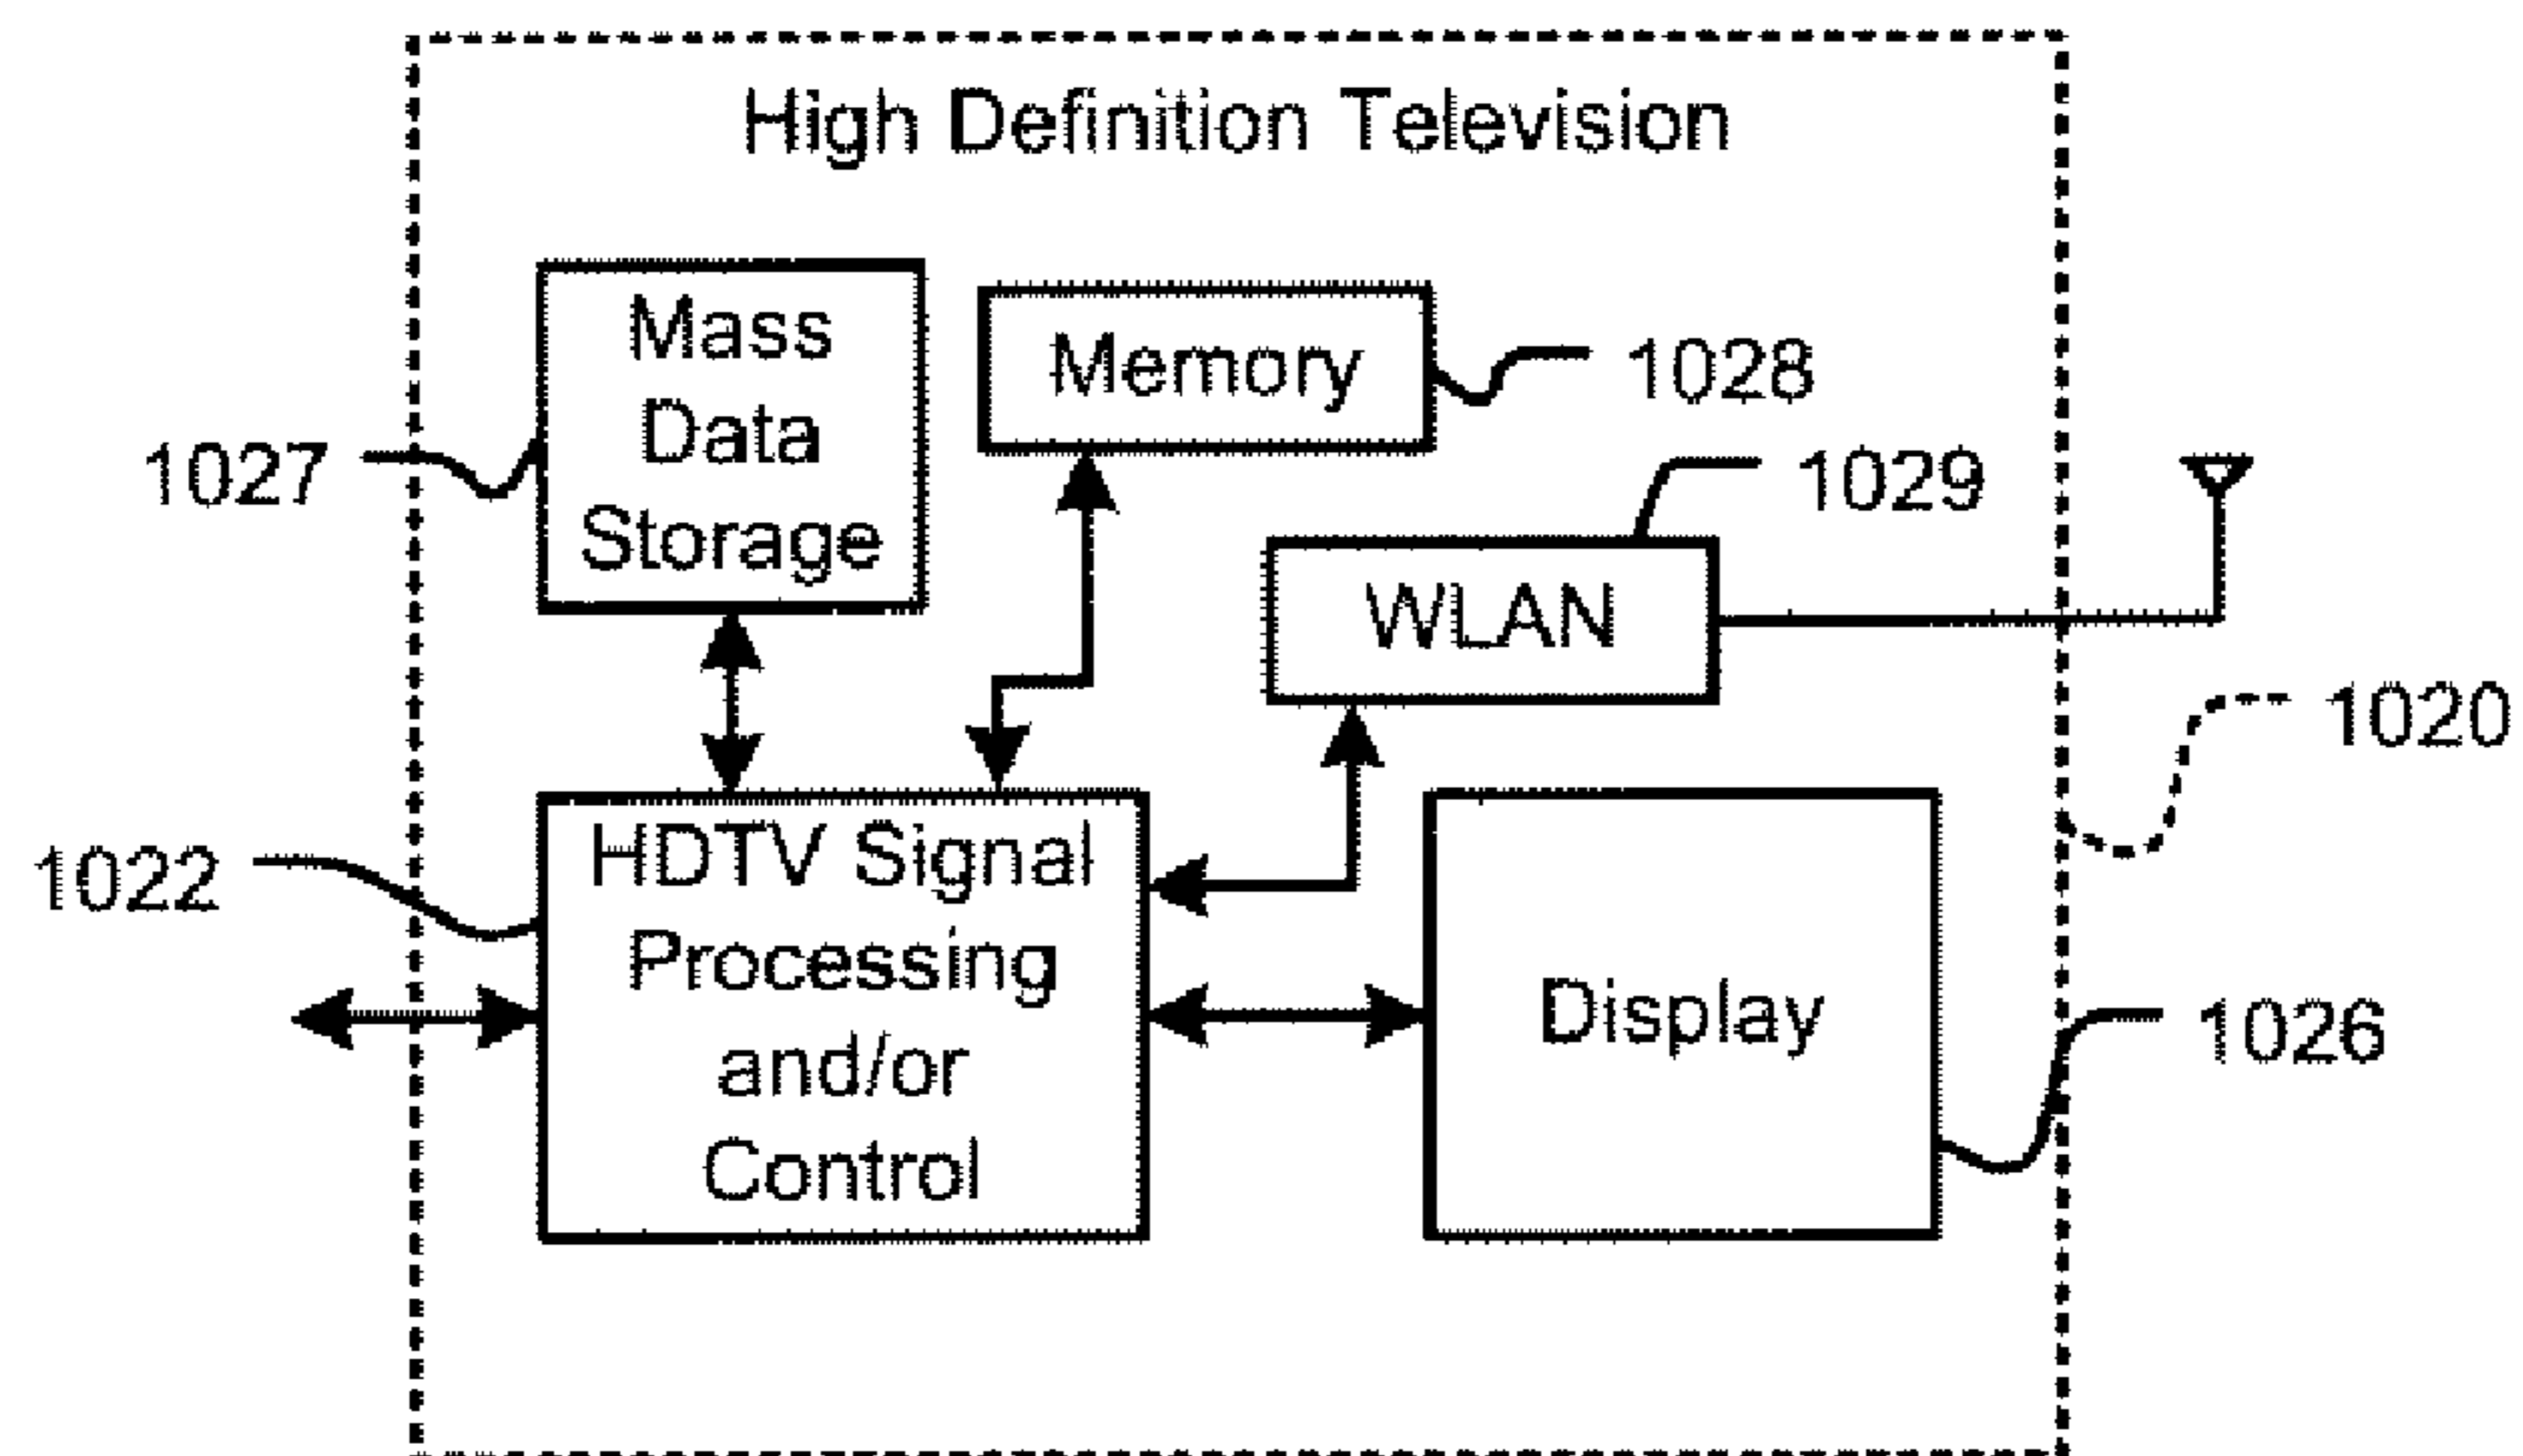 High Definition Television
Mass
Data
Storage
Memory
1028
1027
1029
WLAN
1020
1022
HDTV Signal
Processing
and/or
Control
Display
1026